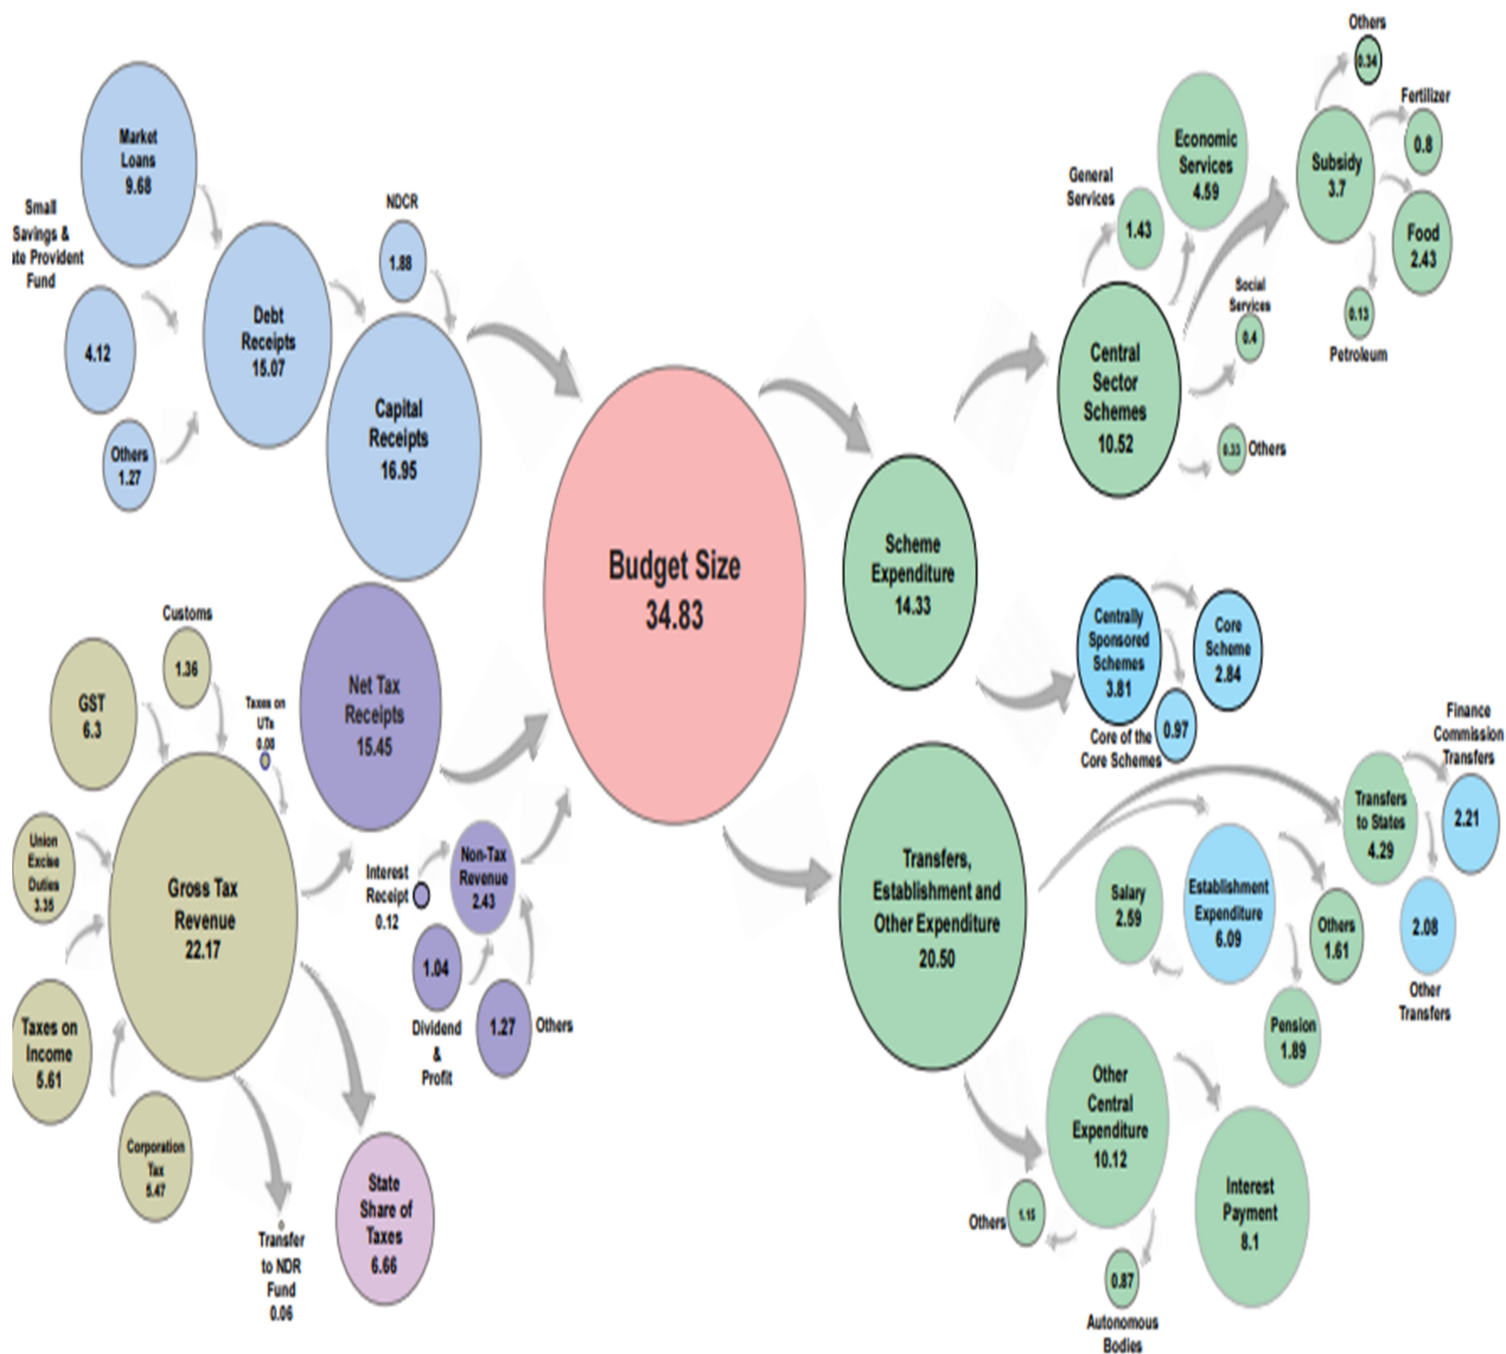 Market
Loans
9.68
Small
Savings &
te Provident
Fund
4.12
Others
1.27
Debt
Receipts
15.07
NDCR
1.88
Capital
Receipts
16.95
Budget Size
34.83
Customs
1.36
GST
6.3
Taxes on
UTs
0.08
Union
Excise
Duties
3.35
Gross Tax
Revenue
22.17
Taxes on
Income
5.61
Corporation
Tax
5.47
Transfer
to NDR
Fund
0.06
State
Share of
Taxes
6.66
Net Tax
Receipts
15.45
Interest
Receipt
0.12
Non-Tax
Revenue
2.43
1.04
Dividend
&
Profit
1.27
Others
Scheme
Expenditure
14.33
Central
Sector
Schemes
10.52
General
Services
1.43
Economic
Services
4.59
Subsidy
3.7
Others
0.34
Fertilizer
0.8
Food
2.43
0.13
Petroleum
Social
Services
0.4
0.33
Others
Centrally
Sponsored
Schemes
3.81
Core
Scheme
2.84
0.97
Core of the
Core Schemes
Transfers,
Establishment and
Other Expenditure
20.50
Transfers
to States
4.29
Finance
Commission
Transfers
2.21
2.08
Other
Transfers
Establishment
Expenditure
6.09
Salary
2.59
Others
1.61
Pension
1.89
Other
Central
Expenditure
10.12
Interest
Payment
8.1
Others
1.15
0.87
Autonomous
Bodies